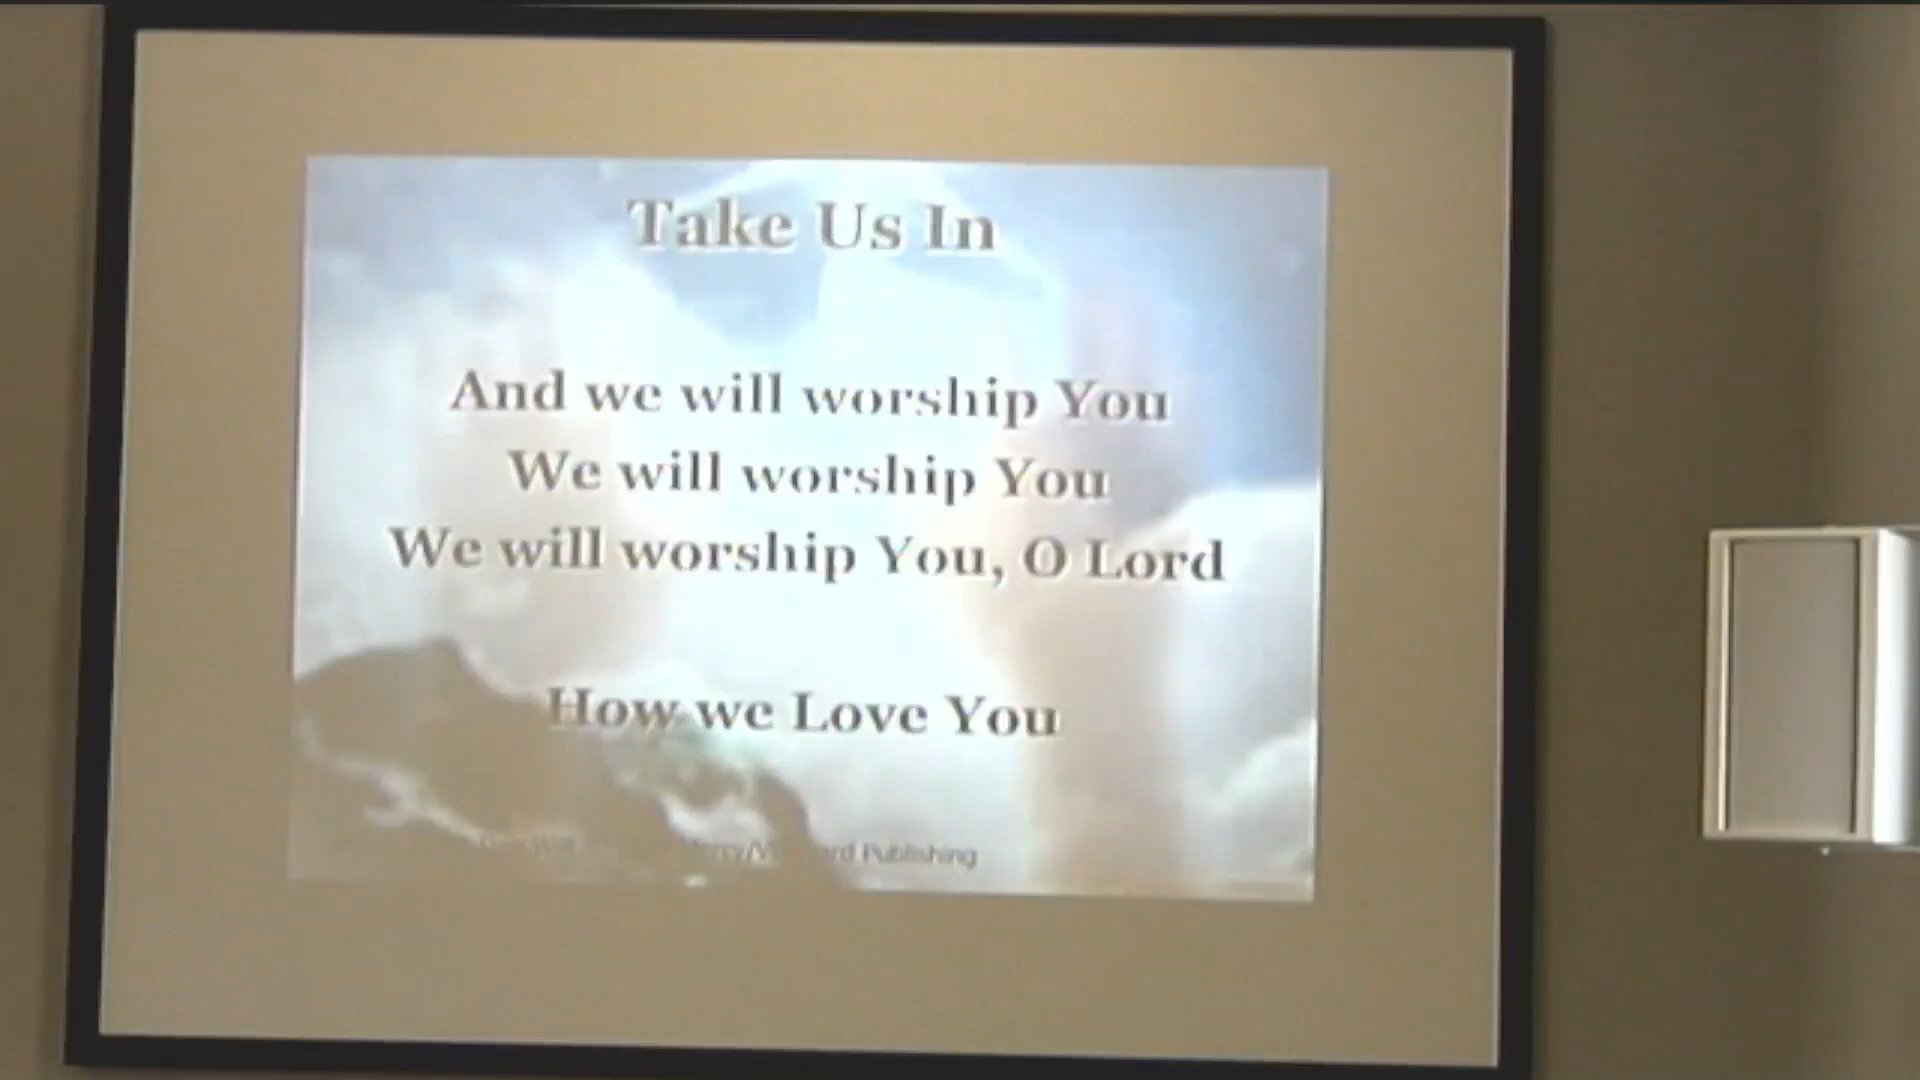 Take Us In
And we will worship You
We will worship You
We will worship You, O Lord
How we Love You
Publishing